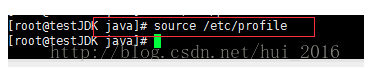 [root@testJDK java]# source /etc/profile
[root@testJDK java]#
http://blog.csdn.net/hui_2016